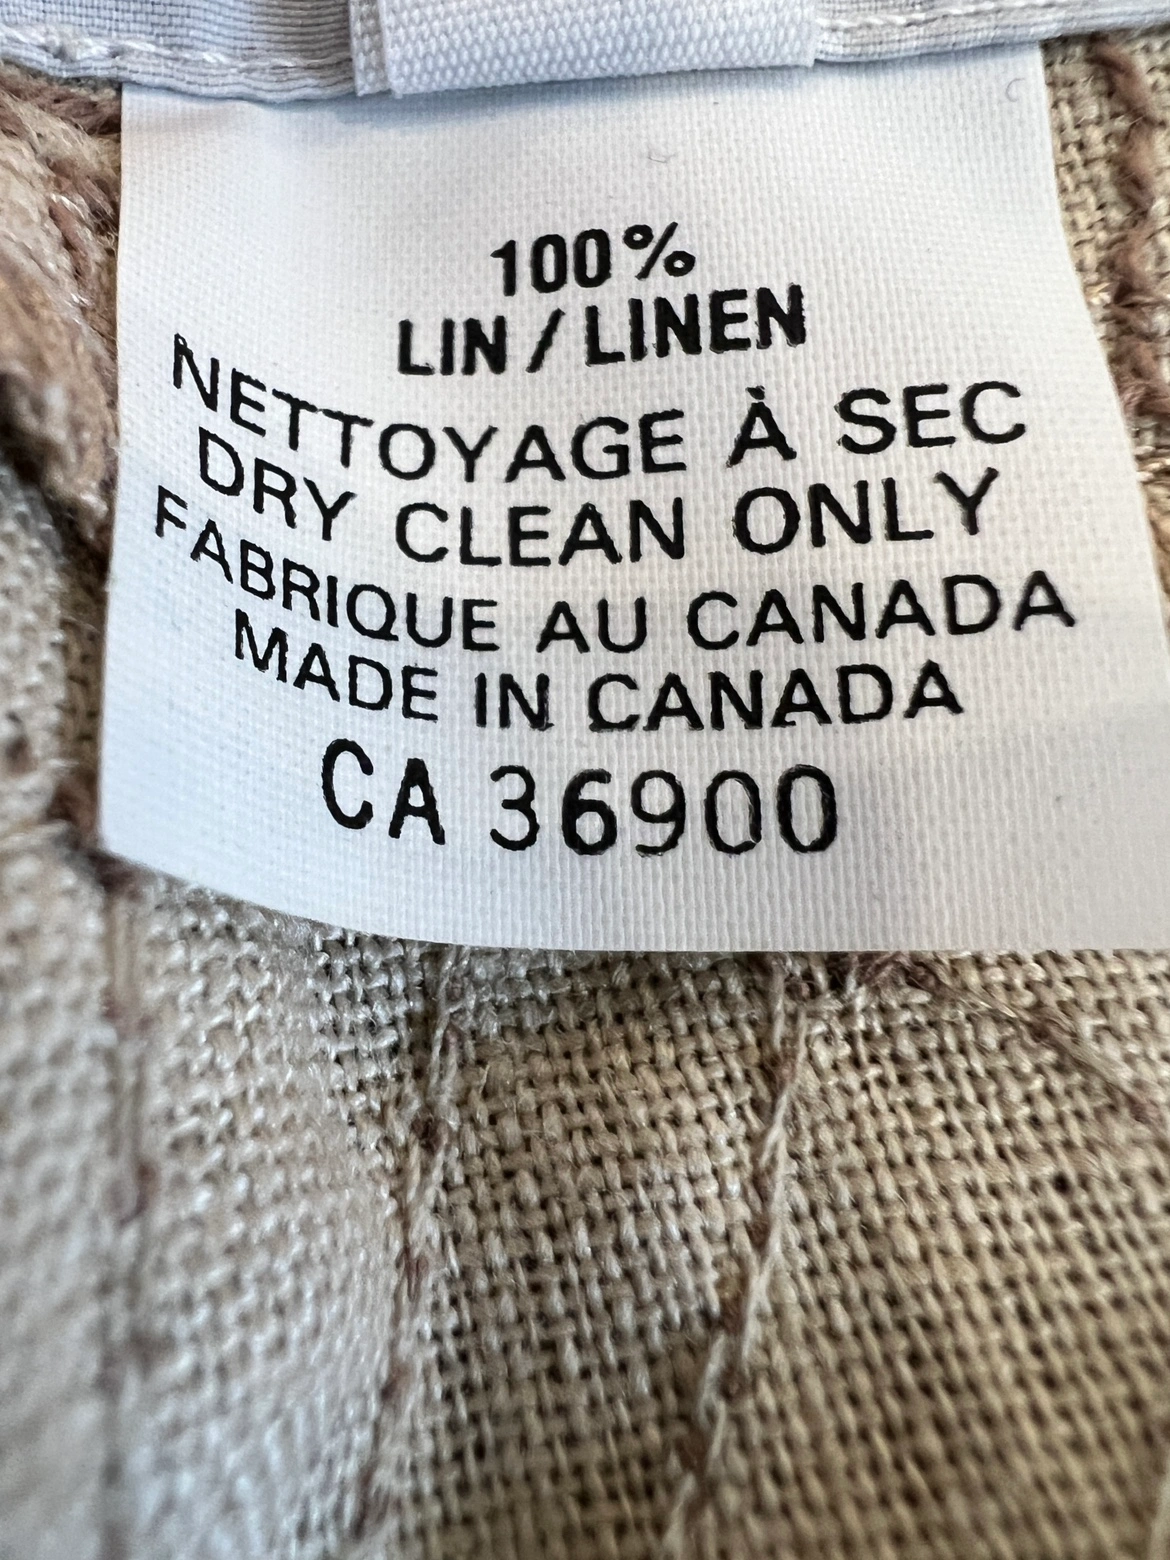 100%
LIN / LINEN
NETTOYAGE À SEC
DRY CLEAN ONLY
FABRIQUE AU CANADA
MADE IN CANADA
CA 36900